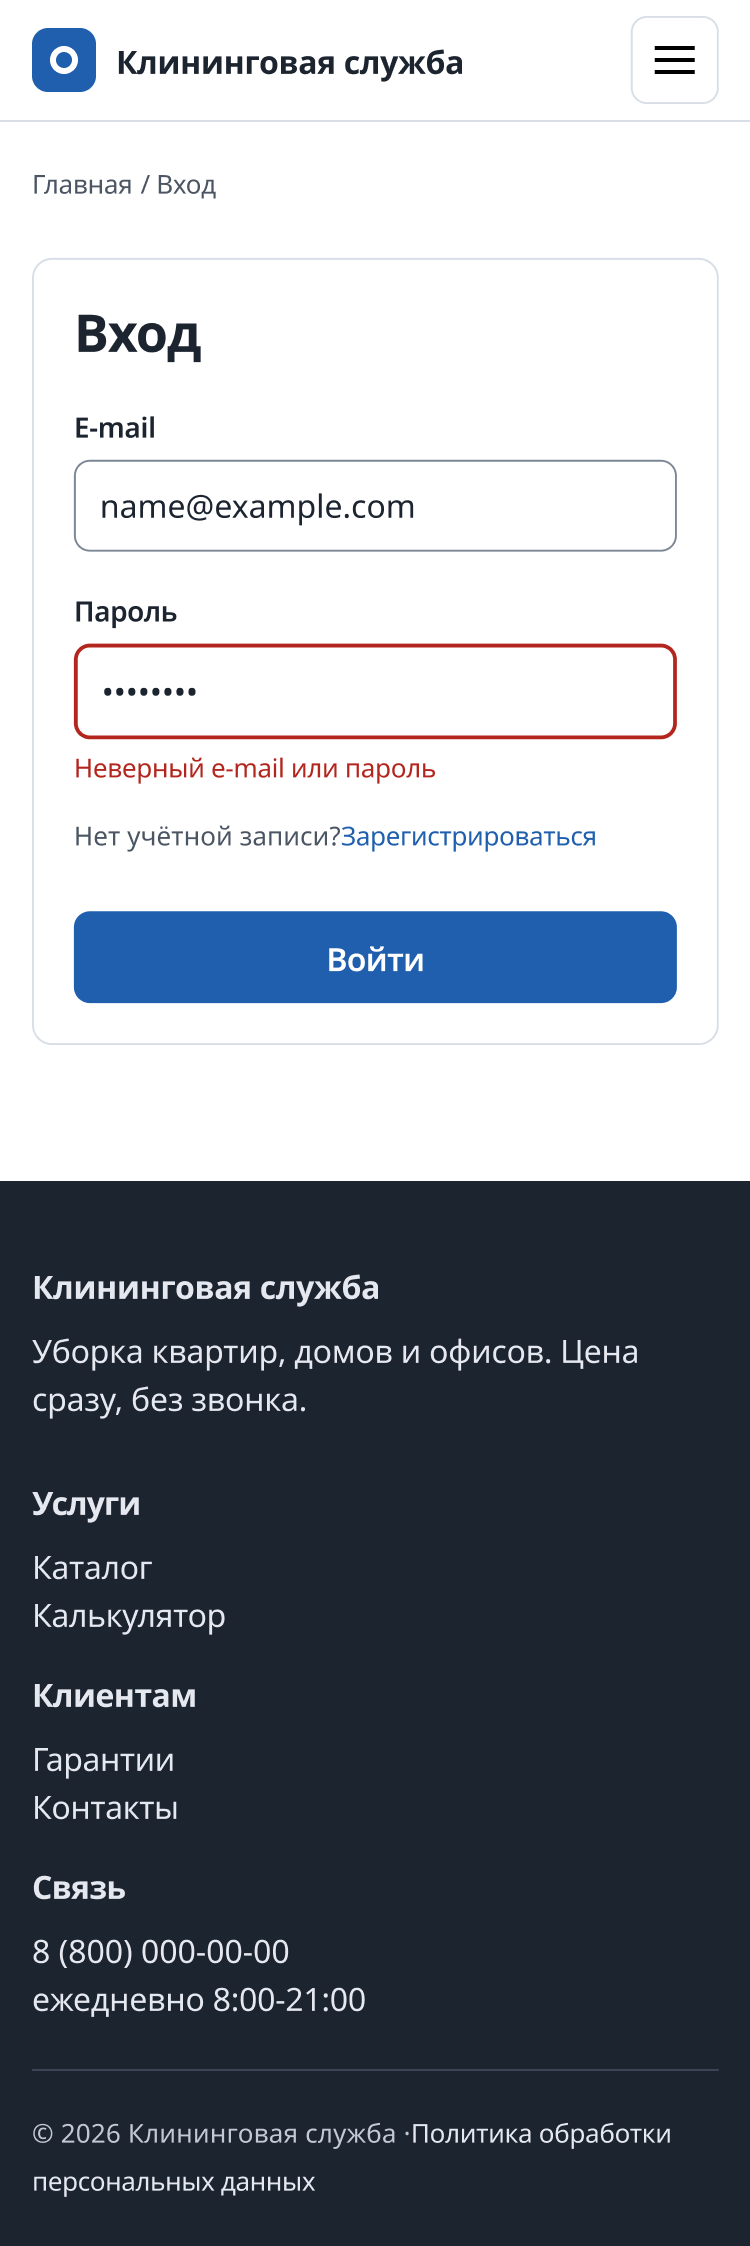 Клининговая служба
Главная / Вход
Вход
E-mail
name@example.com
Пароль
••••••••
Неверный e-mail или пароль
Нет учётной записи?Зарегистрироваться
Войти
Клининговая служба
Уборка квартир, домов и офисов. Цена
сразу, без звонка.
Услуги
Каталог
Калькулятор
Клиентам
Гарантии
Контакты
Связь
8 (800) 000-00-00
ежедневно 8:00-21:00
© 2026 Клининговая служба ·Политика обработки
персональных данных